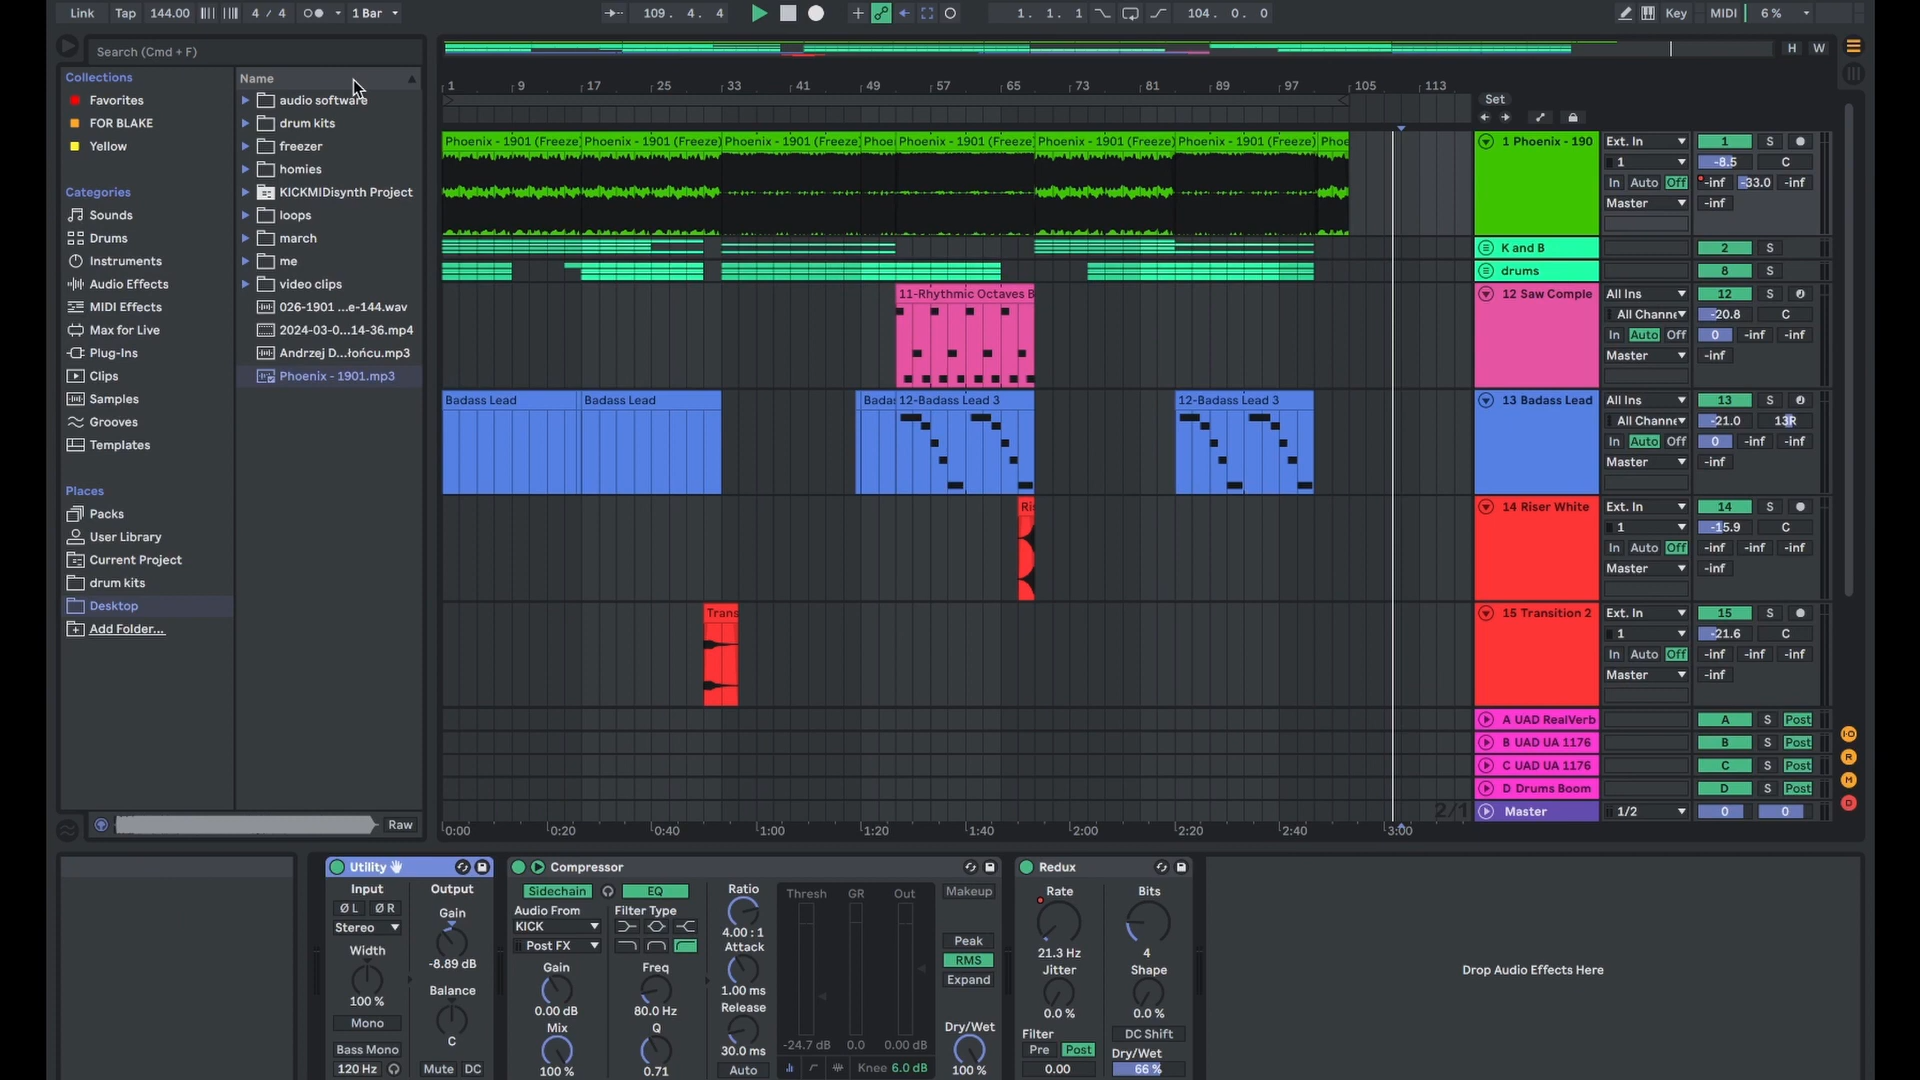 Link Tap 144.00 4 / 4 1 Bar 109. 4. 4 1. 1. 1 104. 0. 0 Key MIDI 6 %
Search (Cmd + F)
H W
Collections
Favorites
FOR BLAKE
Yellow
Categories
Sounds
Drums
Instruments
Audio Effects
MIDI Effects
Max for Live
Plug-Ins
Clips
Samples
Grooves
Templates
Places
Packs
User Library
Current Project
drum kits
Desktop
Add Folder...
Name
audio software
drum kits
freezer
homies
KICKMIDIsynth Project
loops
march
me
video clips
026-1901 ...e-144.wav
2024-03-0...14-36.mp4
Andrzej D...łońcu.mp3
Phoenix - 1901.mp3
Raw
1 9 17 25 33 41 49 57 65 73 81 89 97 105 113
Set
Phoenix - 1901 (Freeze) Phoenix - 1901 (Freeze) Phoenix - 1901 (Freeze) Phoe Phoenix - 1901 (Freeze) Phoenix - 1901 (Freeze) Phoenix - 1901 (Freeze) Phoe
11-Rhythmic Octaves B
Badass Lead Badass Lead Badas 12-Badass Lead 3 12-Badass Lead 3
Ris
Trans
1 Phoenix - 190 Ext. In 1 S
1 -8.5 C
In Auto Off -inf -33.0 -inf
Master -inf
K and B 2 S
drums 8 S
12 Saw Comple All Ins 12 S
All Channe -20.8 C
In Auto Off 0 -inf -inf
Master -inf
13 Badass Lead All Ins 13 S
All Channe -21.0 13R
In Auto Off 0 -inf -inf
Master -inf
14 Riser White Ext. In 14 S
1 -15.9 C
In Auto Off -inf -inf -inf
Master -inf
15 Transition 2 Ext. In 15 S
1 -21.6 C
In Auto Off -inf -inf -inf
Master -inf
A UAD RealVerb A S Post
B UAD UA 1176 B S Post
C UAD UA 1176 C S Post
D Drums Boom D S Post
2/1 Master 1/2 0 0
I·O
R
M
D
0:00 0:20 0:40 1:00 1:20 1:40 2:00 2:20 2:40 3:00
Utility
Input Output
Ø L Ø R Gain
Stereo
Width -8.89 dB
Balance
100 %
Mono
C
Bass Mono
120 Hz Mute DC
Compressor
Sidechain EQ
Audio From Filter Type
KICK
Post FX
Gain Freq
0.00 dB 80.0 Hz
Mix Q
100 % 0.71
Ratio
4.00 : 1
Attack
1.00 ms
Release
30.0 ms
Auto
Thresh GR Out
-24.7 dB 0.0 0.00 dB
Knee 6.0 dB
Makeup
Peak
RMS
Expand
Dry/Wet
100 %
Redux
Rate Bits
21.3 Hz 4
Jitter Shape
0.0 % 0.0 %
Filter DC Shift
Pre Post Dry/Wet
0.00 66 %
Drop Audio Effects Here